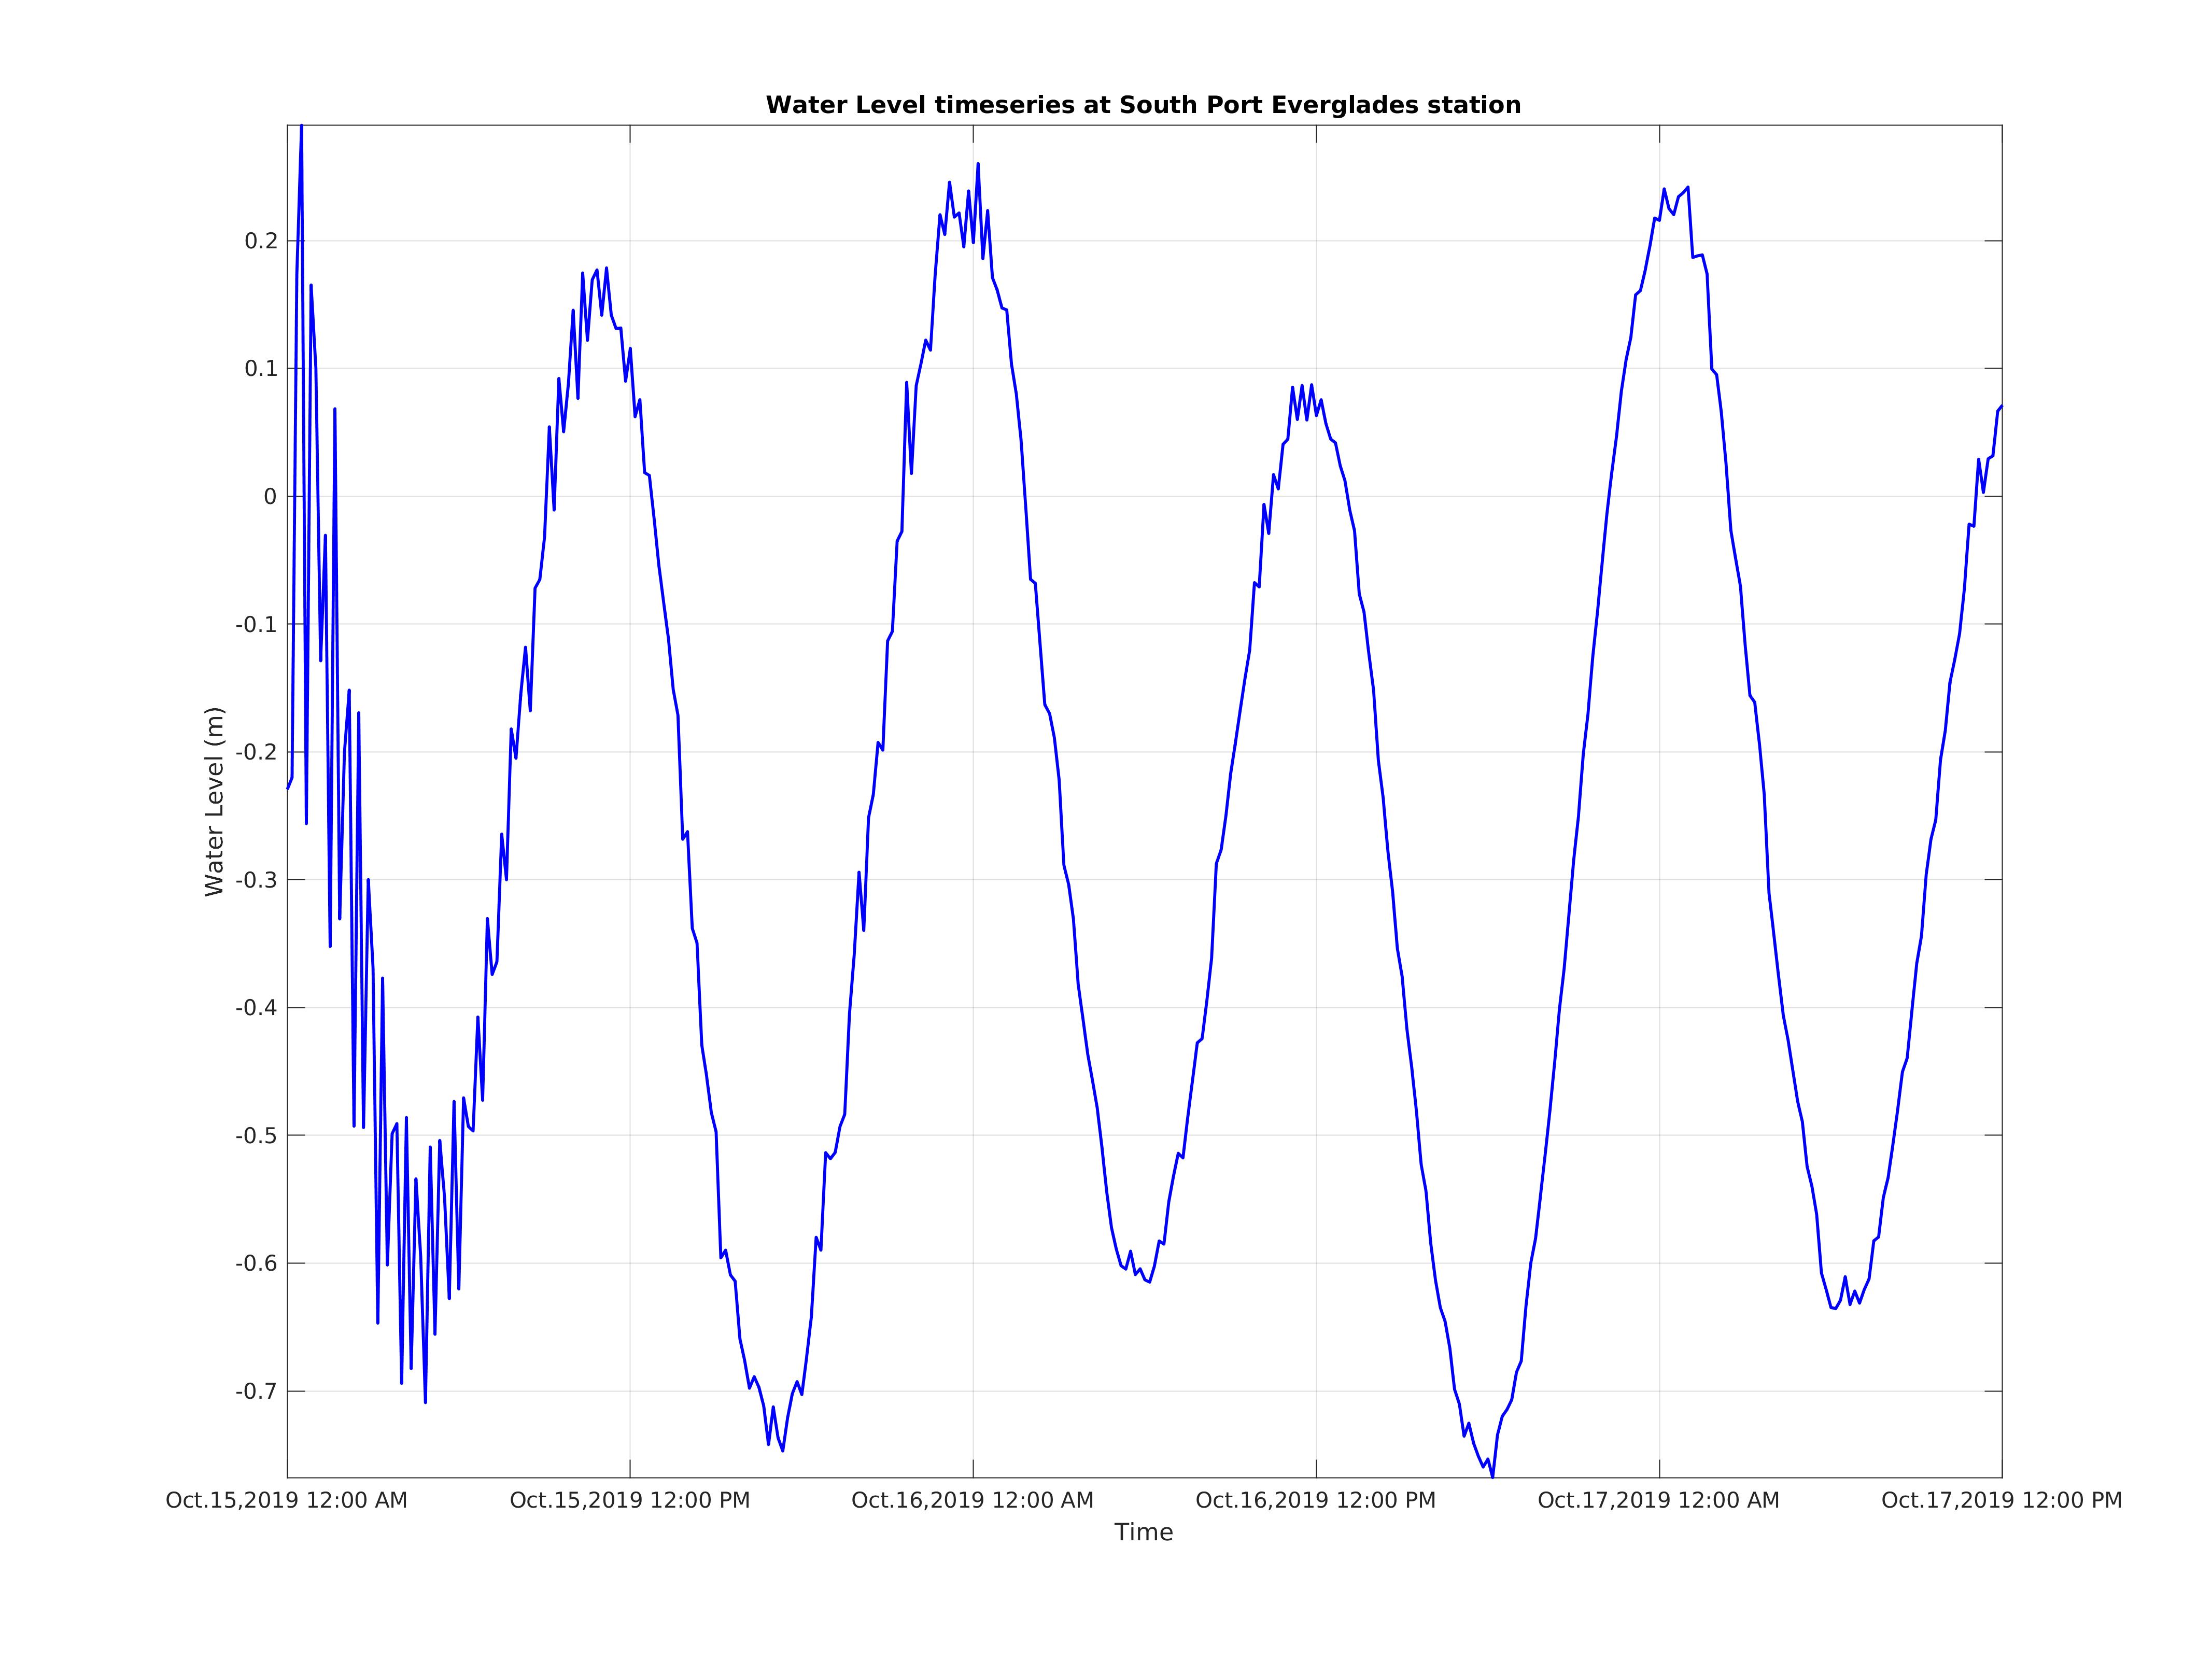 Water Level timeseries at South Port Everglades station
0.2
0.1
0
-0.1
-0.2
-0.3
-0.4
-0.5
-0.6
-0.7
Water Level (m)
Oct.15,2019 12:00 AM
Oct.15,2019 12:00 PM
Oct.16,2019 12:00 AM
Oct.16,2019 12:00 PM
Oct.17,2019 12:00 AM
Oct.17,2019 12:00 PM
Time